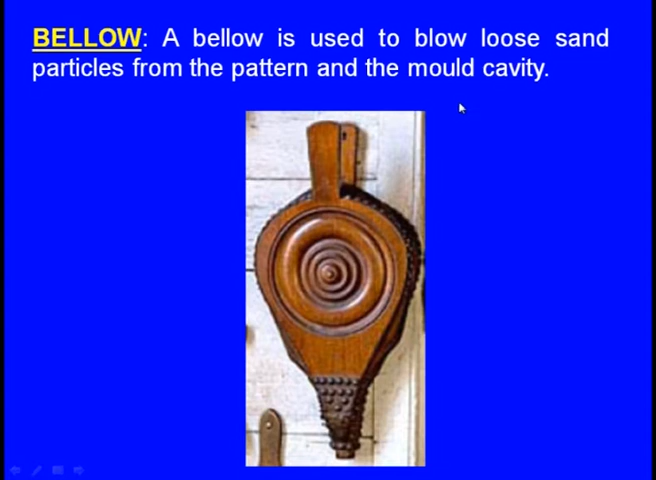 BELLOW: A bellow is used to blow loose sand
particles from the pattern and the mould cavity.